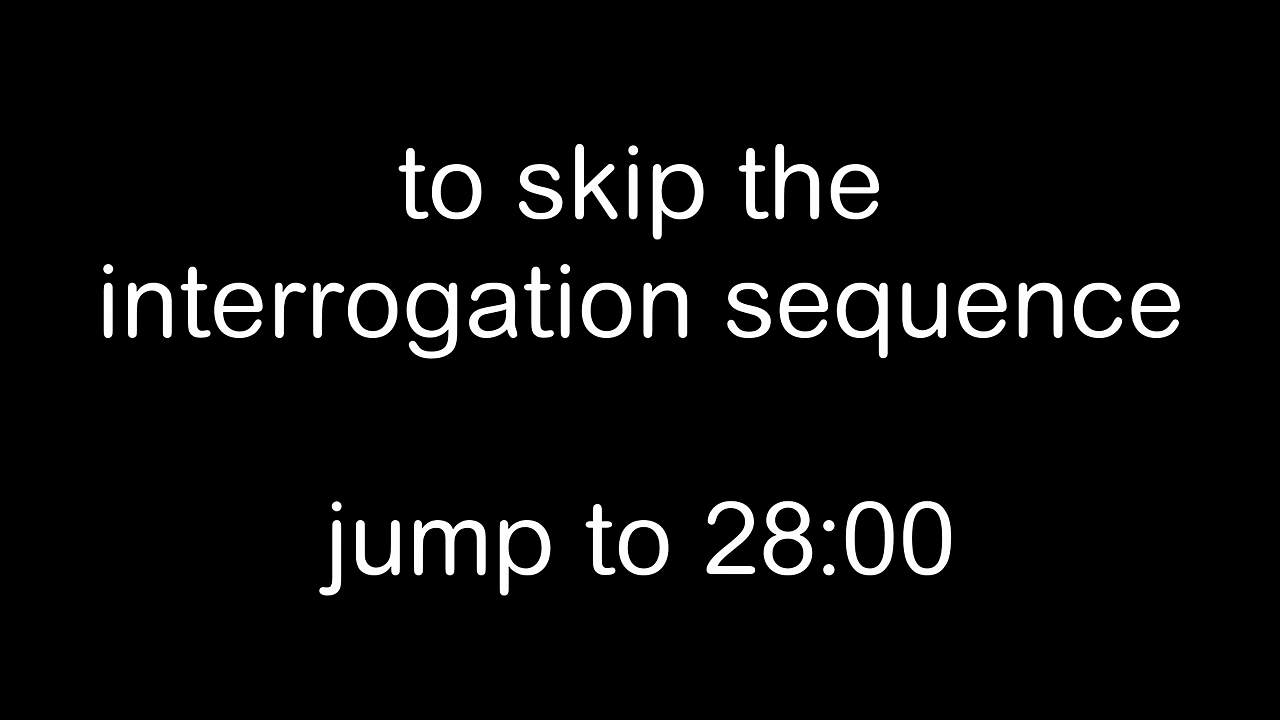 to skip the
interrogation sequence
jump to 28:00